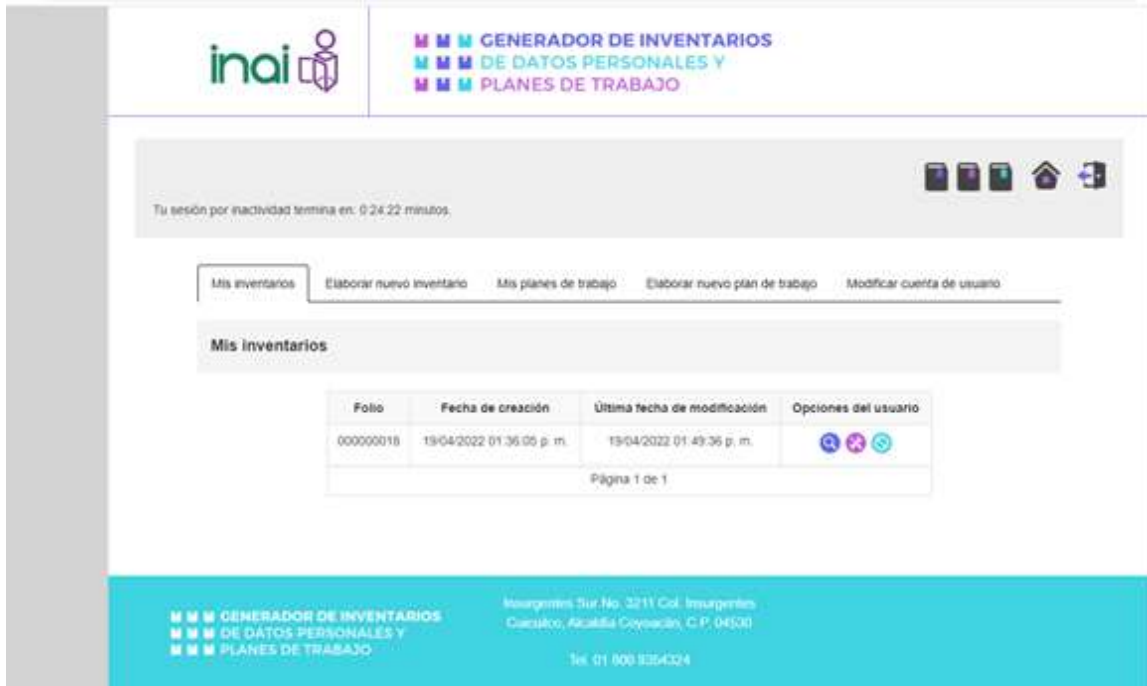 inai
GENERADOR DE INVENTARIOS
DE DATOS PERSONALES Y
PLANES DE TRABAJO
Tu sesión por inactividad termina en: 0:24:22 minutos.
Mis inventarios Elaborar nuevo inventario Mis planes de trabajo Elaborar nuevo plan de trabajo Modificar cuenta de usuario
Mis inventarios
Folio Fecha de creación Última fecha de modificación Opciones del usuario
000000018 19/04/2022 01:36:05 p. m. 19/04/2022 01:49:36 p. m.
Página 1 de 1
GENERADOR DE INVENTARIOS
DE DATOS PERSONALES Y
PLANES DE TRABAJO
Insurgentes Sur No. 3211 Col. Insurgentes
Cuicuilco, Alcaldía Coyoacán, C.P. 04530
Tel. 01 800 8354324